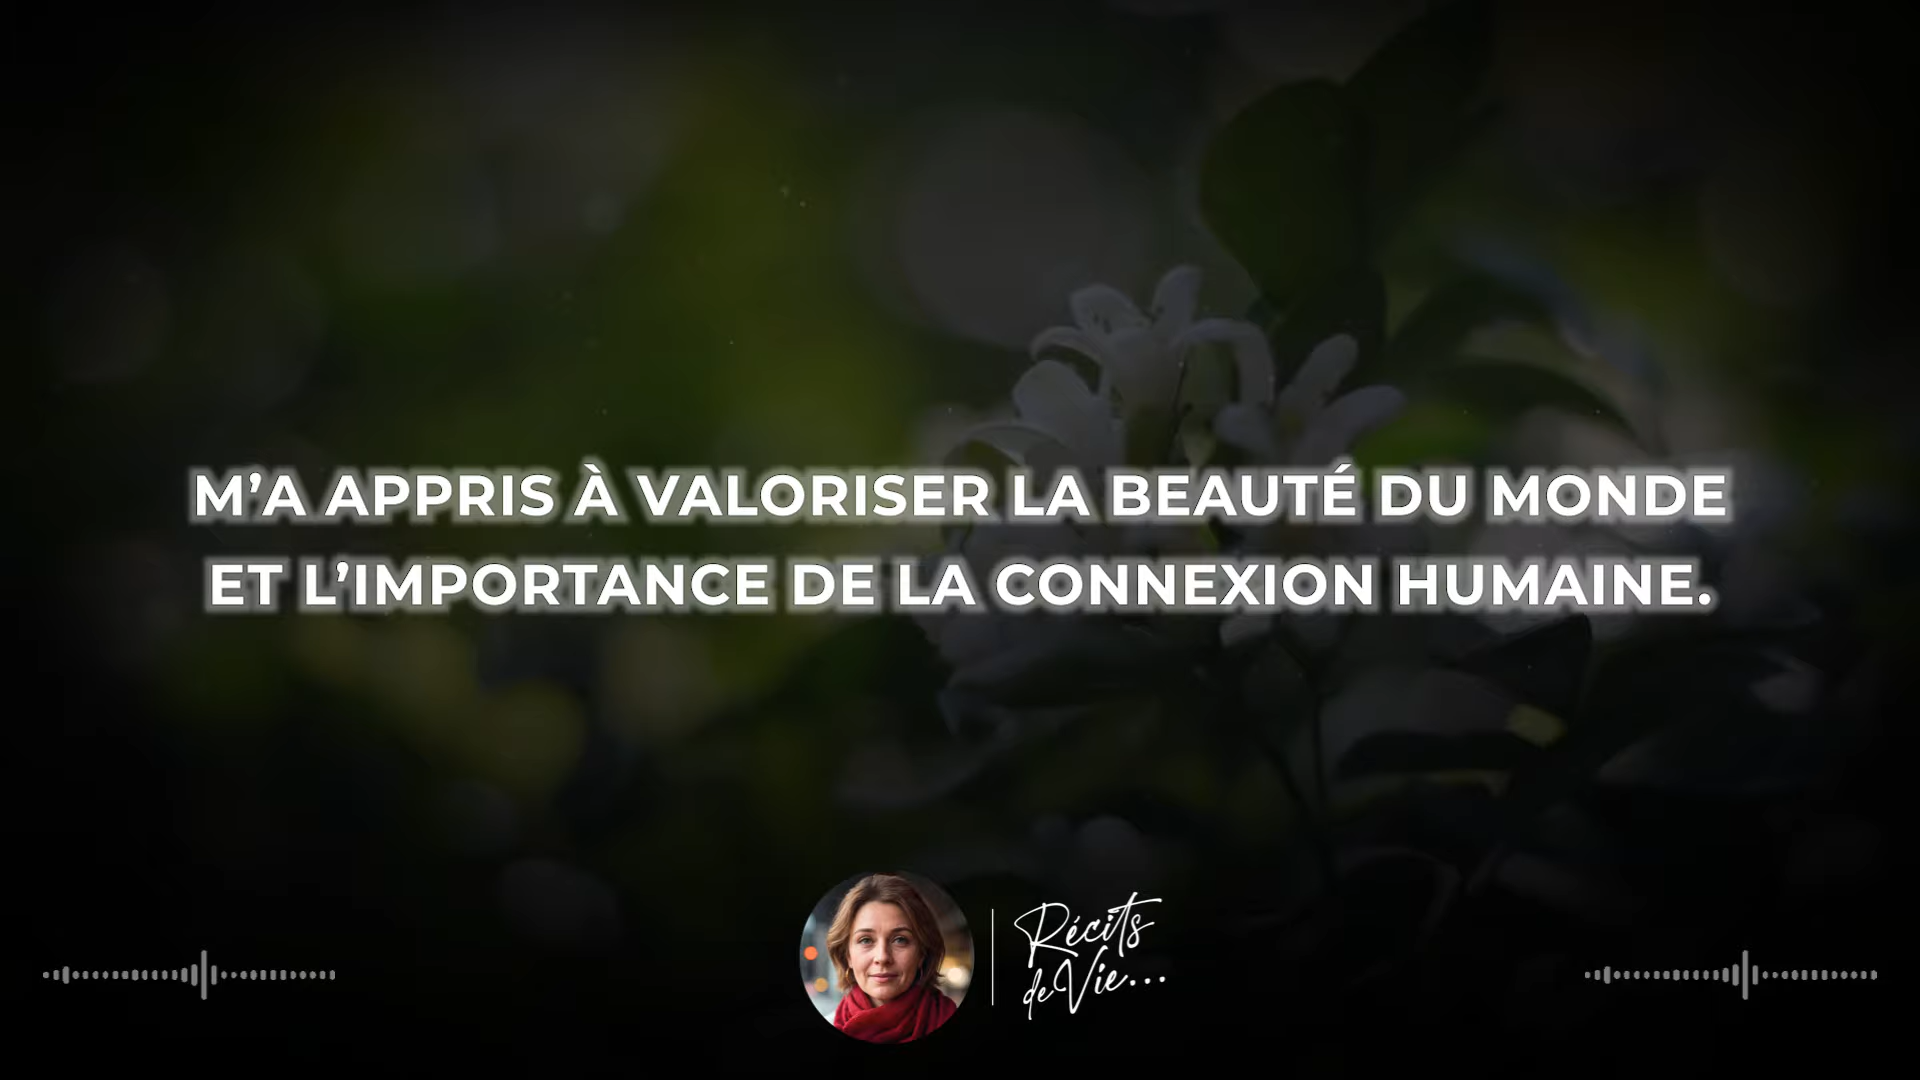 M’A APPRIS À VALORISER LA BEAUTÉ DU MONDE
ET L’IMPORTANCE DE LA CONNEXION HUMAINE.
Récits
de Vie...